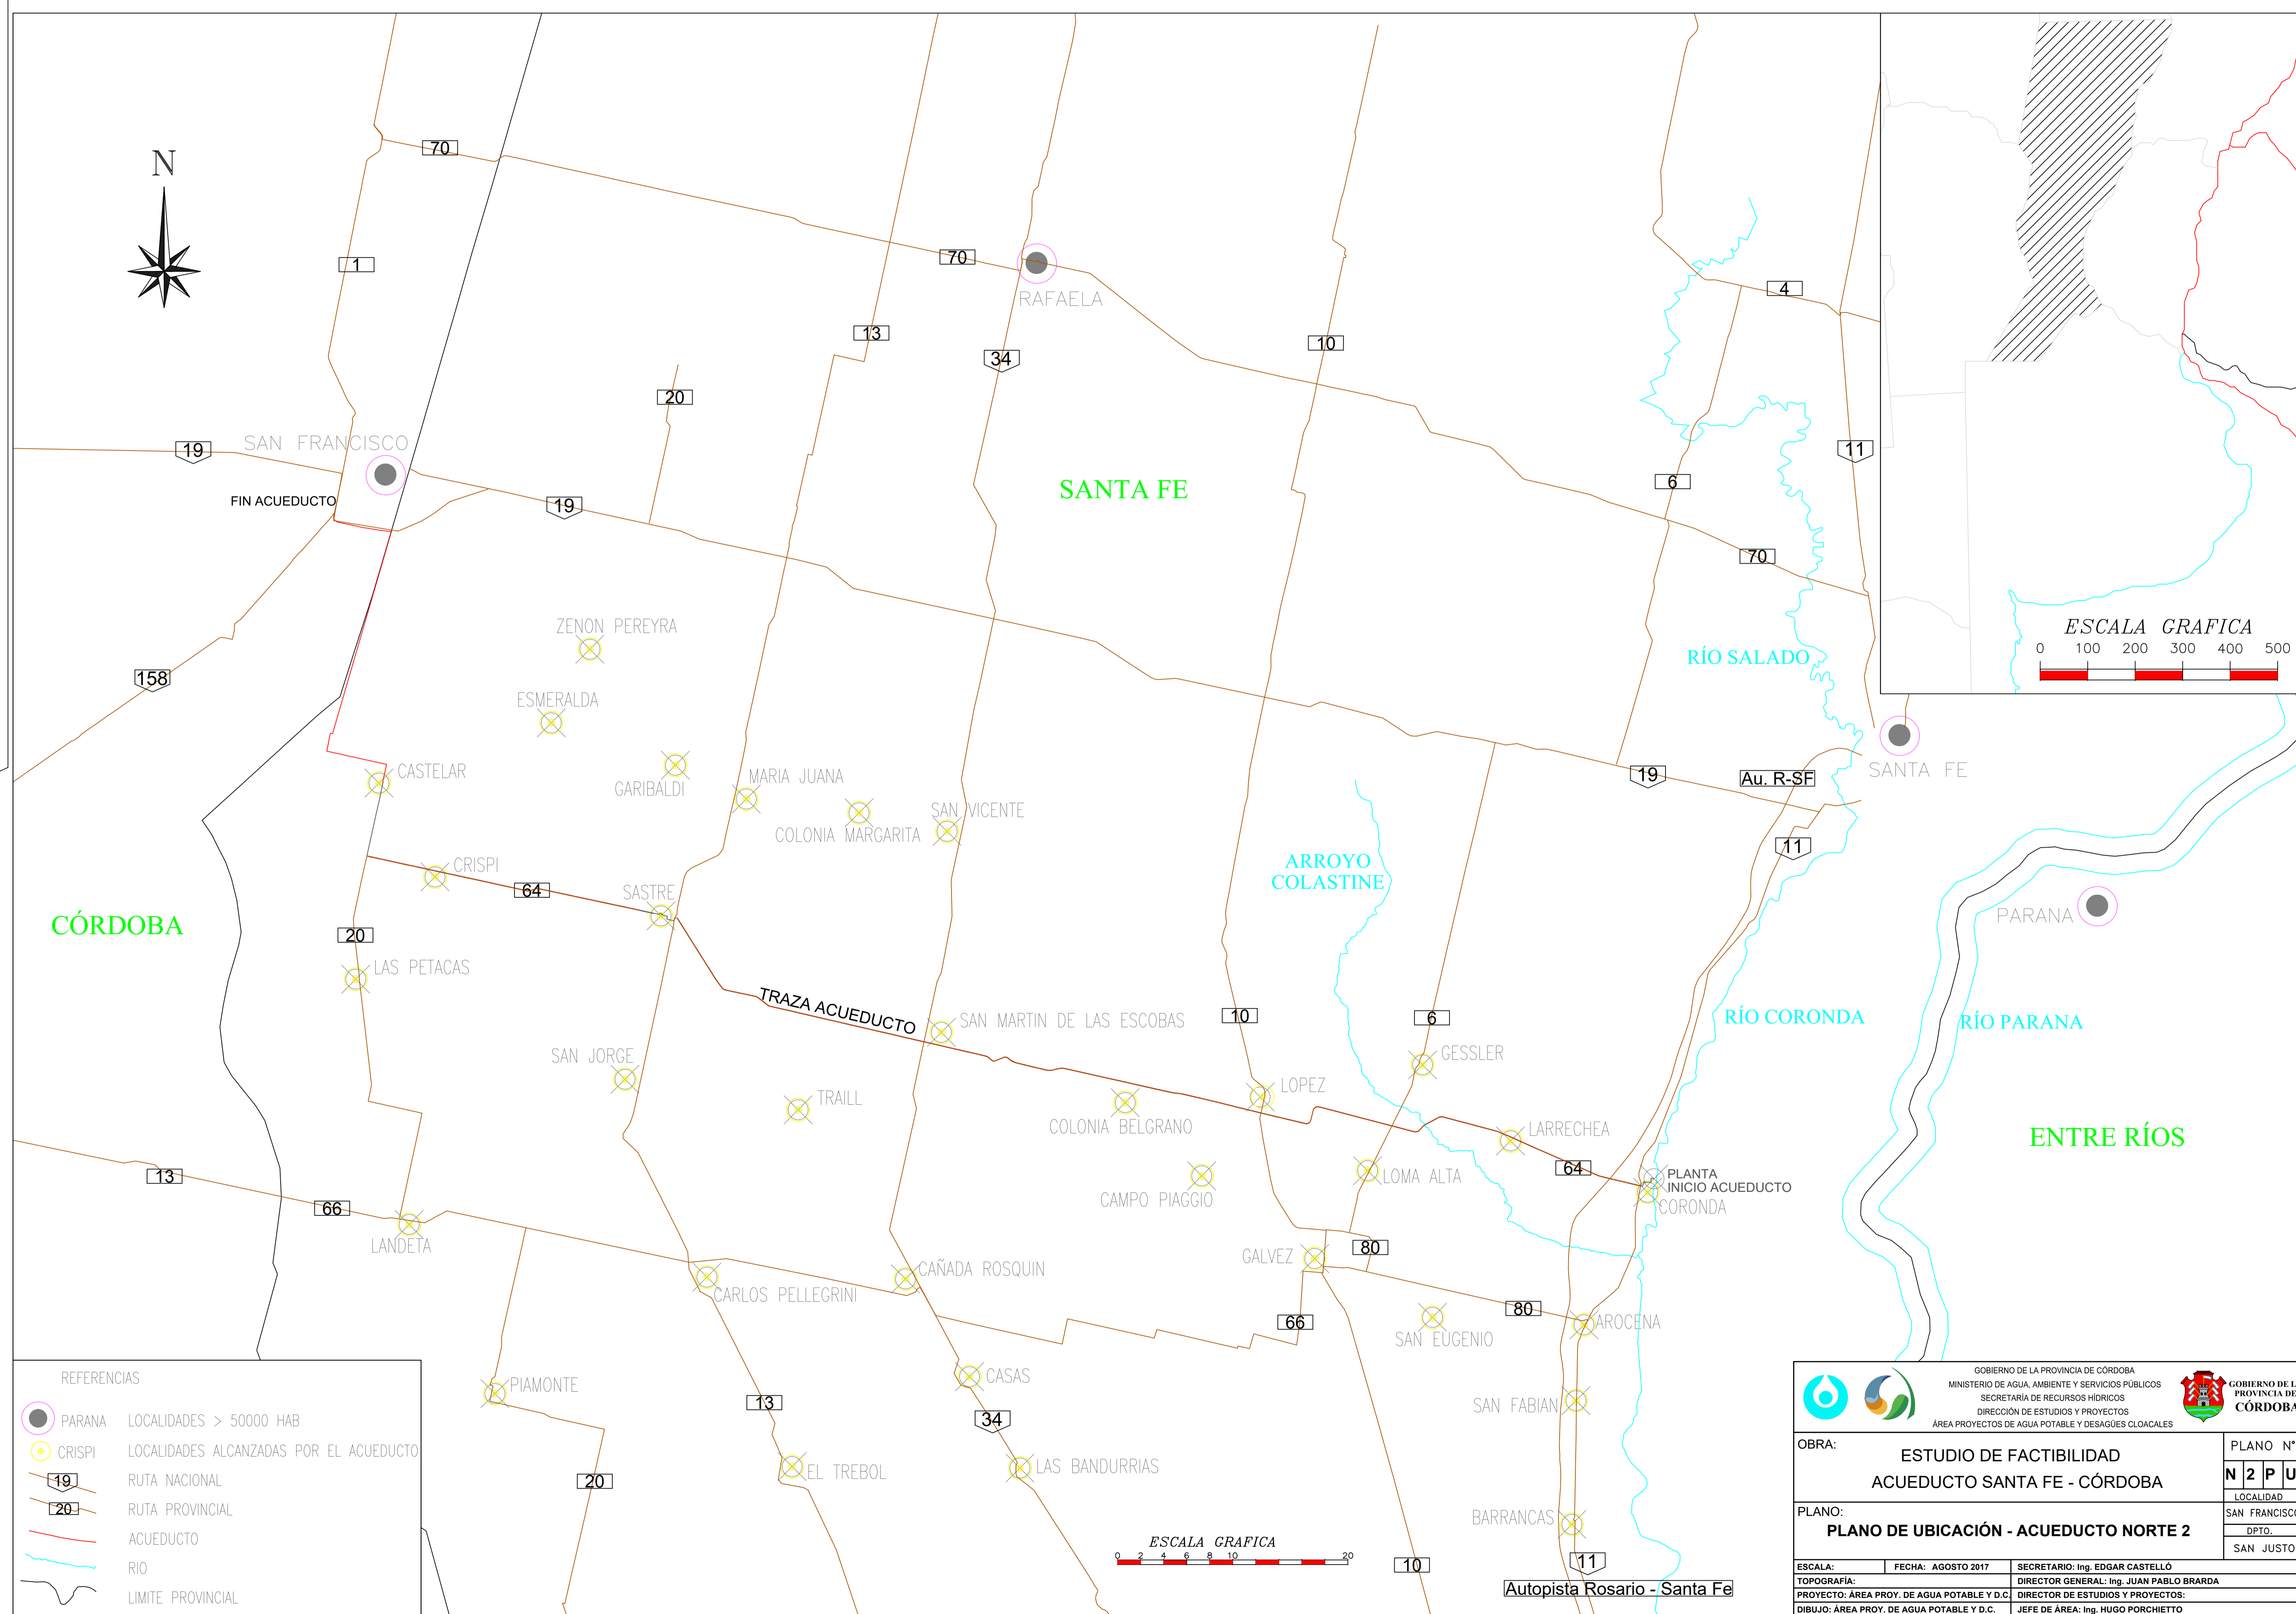 N
70
1
70
RAFAELA
4
13
34
10
20
SAN FRANCISCO
19
11
FIN ACUEDUCTO
19
SANTA FE
6
70
ESCALA GRAFICA
0 100 200 300 400 500
ZENON PEREYRA
RÍO SALADO
158
ESMERALDA
CASTELAR
GARIBALDI
MARIA JUANA
19
Au. R-SF
SANTA FE
COLONIA MARGARITA
SAN VICENTE
11
ARROYO
COLASTINE
CRISPI
64
SASTRE
CÓRDOBA
20
PARANA
LAS PETACAS
TRAZA ACUEDUCTO
SAN MARTIN DE LAS ESCOBAS
10
6
RÍO CORONDA
RÍO PARANA
SAN JORGE
GESSLER
TRAILL
LOPEZ
COLONIA BELGRANO
LARRECHEA
ENTRE RÍOS
13
64
PLANTA
INICIO ACUEDUCTO
LOMA ALTA
CAMPO PIAGGIO
CORONDA
66
LANDETA
GALVEZ
80
CAÑADA ROSQUIN
CARLOS PELLEGRINI
80
66
AROCENA
SAN EUGENIO
CASAS
PIAMONTE
13
34
SAN FABIAN
EL TREBOL
LAS BANDURRIAS
20
BARRANCAS
ESCALA GRAFICA
0 2 4 6 8 10 20
10
11
Autopista Rosario - Santa Fe
REFERENCIAS
PARANA LOCALIDADES > 50000 HAB
CRISPI LOCALIDADES ALCANZADAS POR EL ACUEDUCTO
19 RUTA NACIONAL
20 RUTA PROVINCIAL
ACUEDUCTO
RIO
LIMITE PROVINCIAL
GOBIERNO DE LA PROVINCIA DE CÓRDOBA
MINISTERIO DE AGUA, AMBIENTE Y SERVICIOS PÚBLICOS
SECRETARÍA DE RECURSOS HÍDRICOS
DIRECCIÓN DE ESTUDIOS Y PROYECTOS
ÁREA PROYECTOS DE AGUA POTABLE Y DESAGÜES CLOACALES
GOBIERNO DE
PROVINCIA DE
CÓRDOBA
OBRA:
ESTUDIO DE FACTIBILIDAD
ACUEDUCTO SANTA FE - CÓRDOBA
PLANO N°
N 2 P U
LOCALIDAD
SAN FRANCISCO
DPTO.
SAN JUSTO
PLANO:
PLANO DE UBICACIÓN - ACUEDUCTO NORTE 2
ESCALA: FECHA: AGOSTO 2017 SECRETARIO: Ing. EDGAR CASTELLÓ
TOPOGRAFÍA: DIRECTOR GENERAL: Ing. JUAN PABLO BRARDA
PROYECTO: ÁREA PROY. DE AGUA POTABLE Y D.C. DIRECTOR DE ESTUDIOS Y PROYECTOS:
DIBUJO: ÁREA PROY. DE AGUA POTABLE Y D.C. JEFE DE ÁREA: Ing. HUGO PORCHIETTO